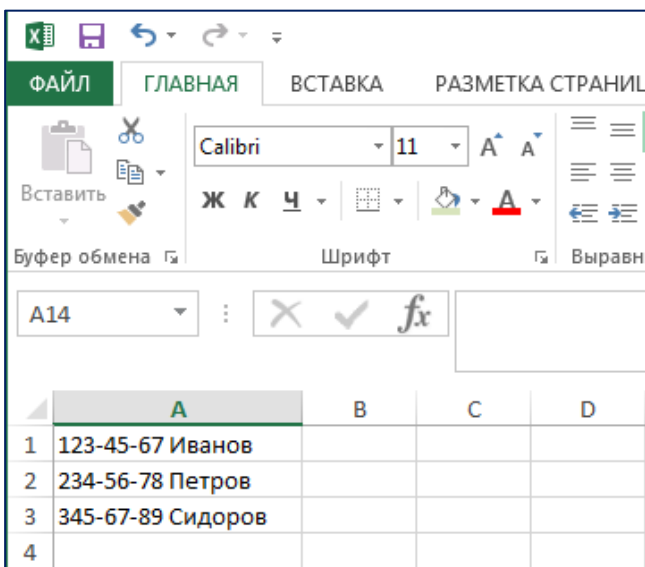 ФАЙЛ ГЛАВНАЯ ВСТАВКА РАЗМЕТКА СТРАНИЦ
Calibri 11 A A
Вставить
Ж К Ч A
Буфер обмена Шрифт Выравн
A14 fx
A B C D
1 123-45-67 Иванов
2 234-56-78 Петров
3 345-67-89 Сидоров
4